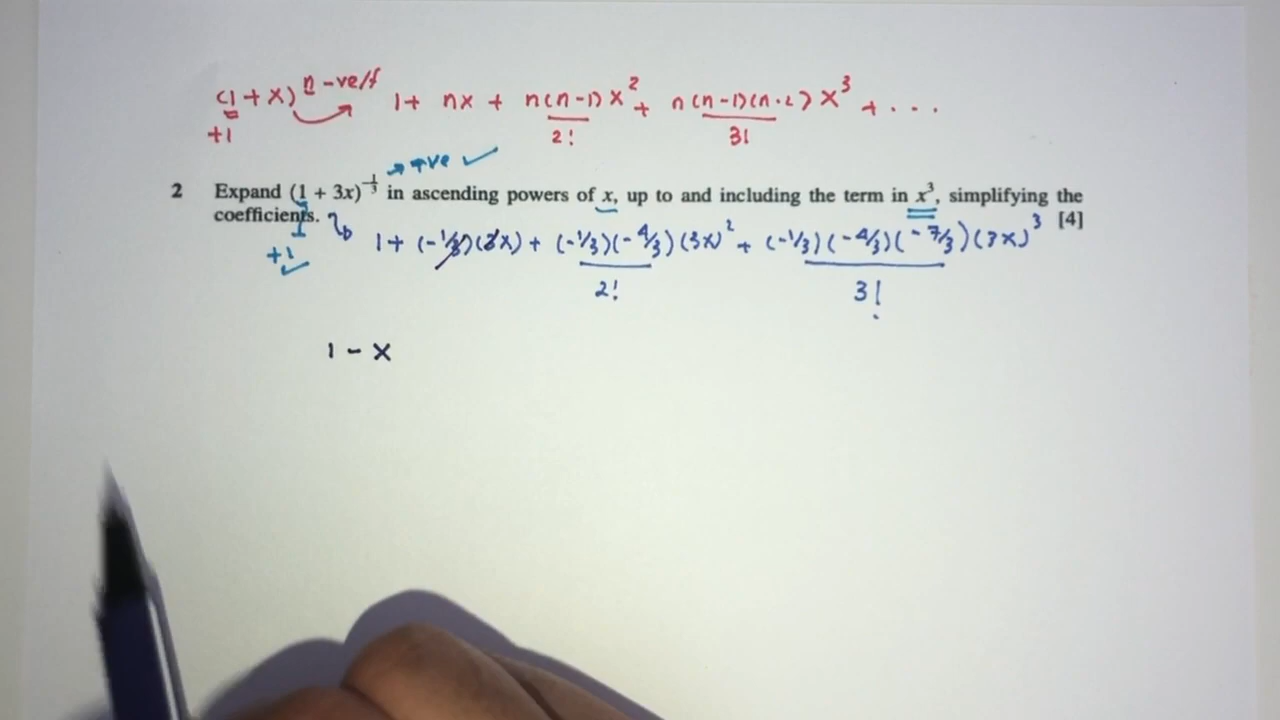 (1 + x)^n -ve/f 1 + nx + n(n-1)x^2/2! + n(n-1)(n-2)x^3/3! + ...
+1
→ +ve ✓
2 Expand (1 + 3x)^{-1/3} in ascending powers of x, up to and including the term in x^3, simplifying the
coefficients. [4]
+1 ✓
1 + (-1/3)(3x) + (-1/3)(-4/3)(3x)^2/2! + (-1/3)(-4/3)(-7/3)(3x)^3/3!
1 - x